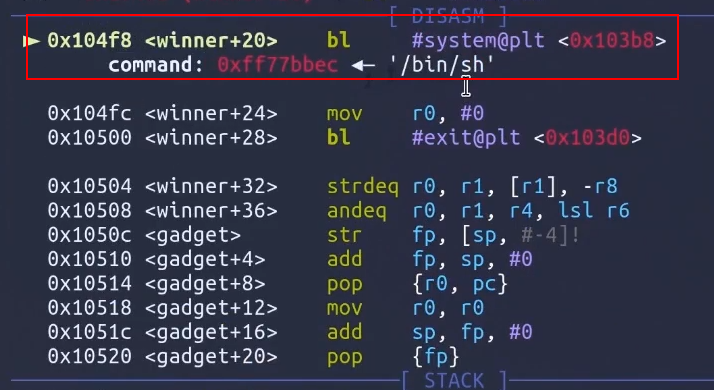 [ DISASM ]
► 0x104f8 <winner+20> bl #system@plt <0x103b8>
command: 0xff77bbec ◂— '/bin/sh'
0x104fc <winner+24> mov r0, #0
0x10500 <winner+28> bl #exit@plt <0x103d0>
0x10504 <winner+32> strdeq r0, r1, [r1], -r8
0x10508 <winner+36> andeq r0, r1, r4, lsl r6
0x1050c <gadget> str fp, [sp, #-4]!
0x10510 <gadget+4> add fp, sp, #0
0x10514 <gadget+8> pop {r0, pc}
0x10518 <gadget+12> mov r0, r0
0x1051c <gadget+16> add sp, fp, #0
0x10520 <gadget+20> pop {fp}
[ STACK ]